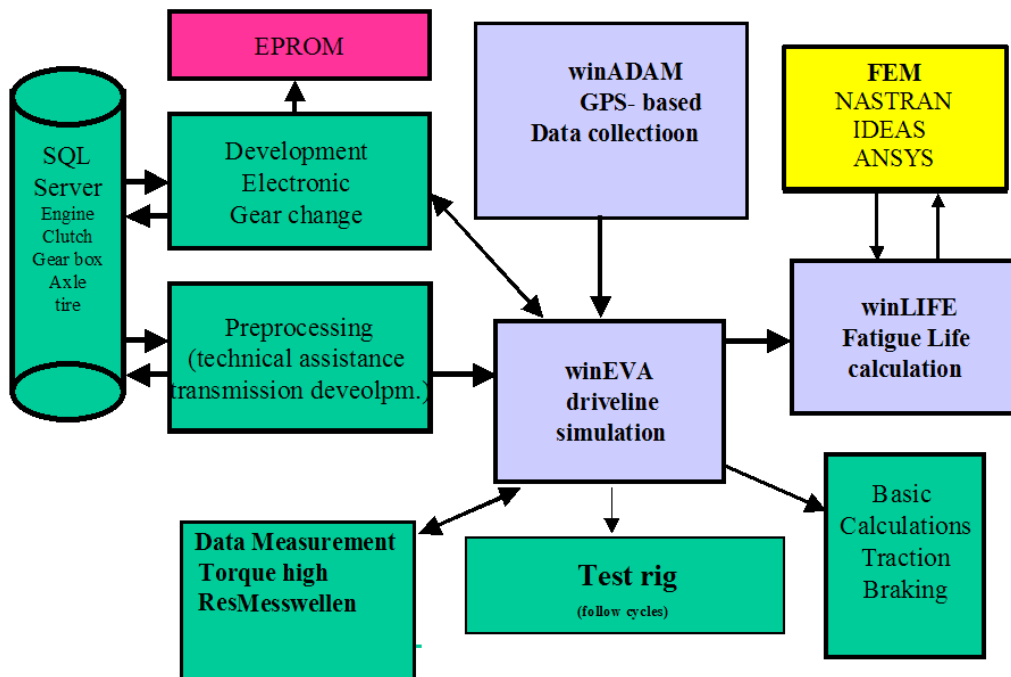 EPROM
winADAM
GPS- based
Data collectioon
FEM
NASTRAN
IDEAS
ANSYS
SQL
Server
Engine
Clutch
Gear box
Axle
tire
Development
Electronic
Gear change
Preprocessing
(technical assistance
transmission deveolpm.)
winEVA
driveline
simulation
winLIFE
Fatigue Life
calculation
Data Measurement
Torque high
ResMesswellen
Test rig
(follow cycles)
Basic
Calculations
Traction
Braking